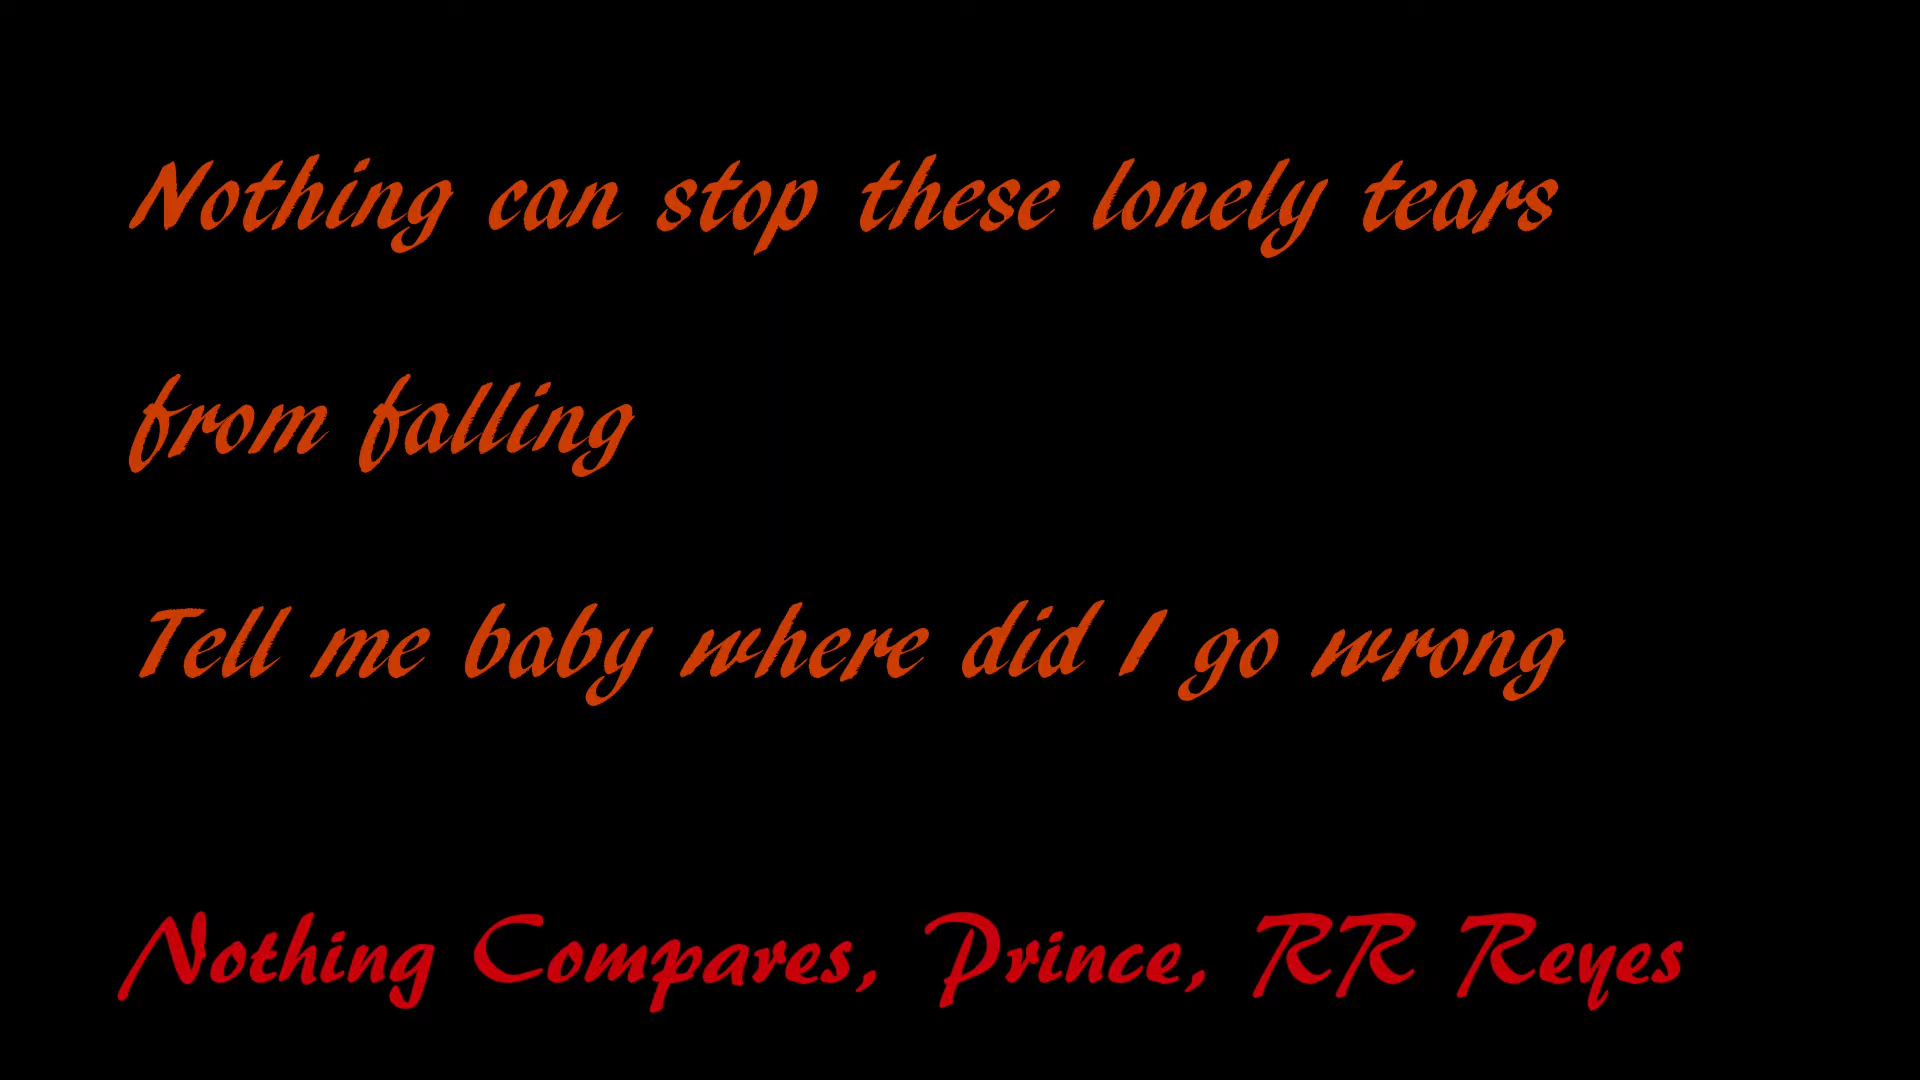 Nothing can stop these lonely tears
from falling
Tell me baby where did I go wrong
Nothing Compares, Prince, RR Reyes